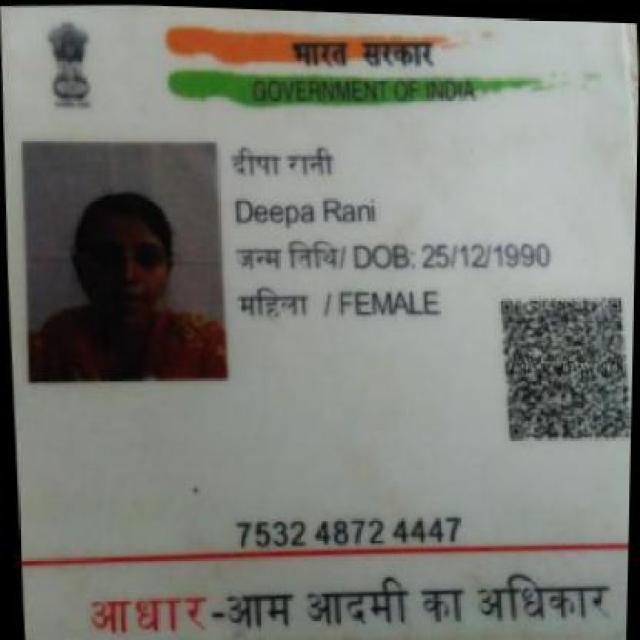 भारत सरकार
GOVERNMENT OF INDIA
दीपा रानी
Deepa Rani
जन्म तिथि/ DOB: 25/12/1990
महिला / FEMALE
7532 4872 4447
आधार-आम आदमी का अधिकार